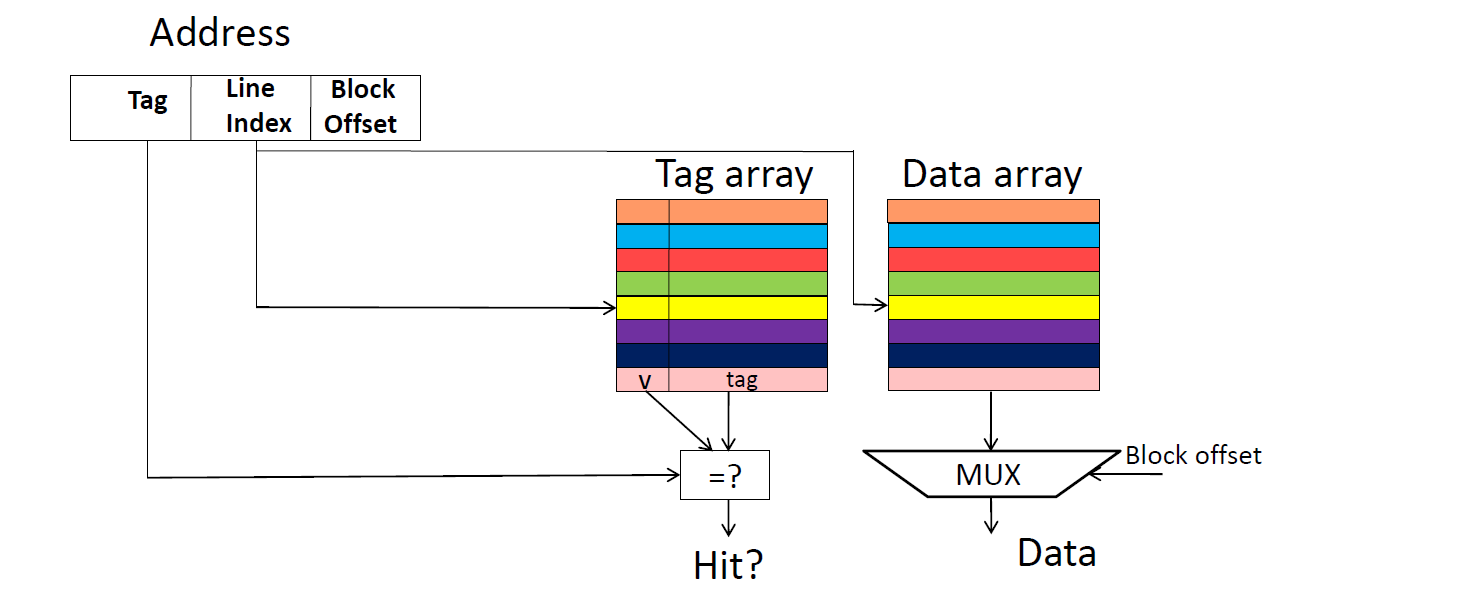 Address
Tag
Line
Index
Block
Offset
Tag array
Data array
v
tag
=?
MUX
Block offset
Hit?
Data